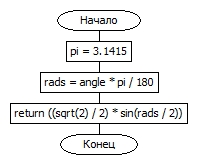 Начало
pi = 3.1415
rads = angle * pi / 180
return ((sqrt(2) / 2) * sin(rads / 2))
Конец